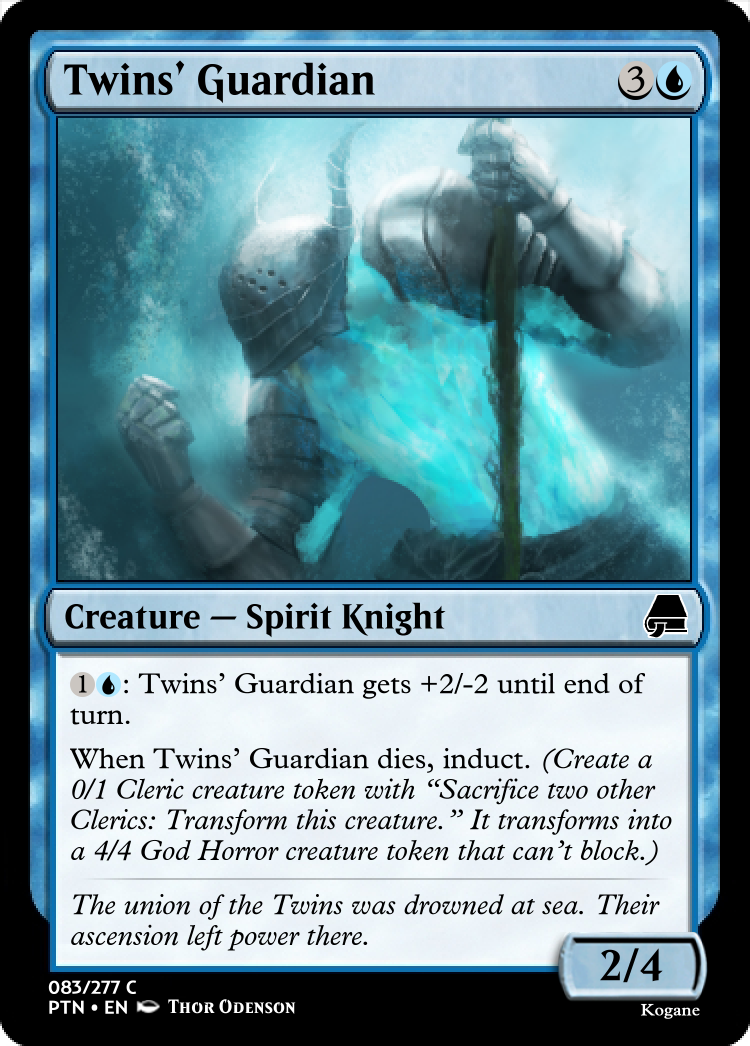 Twins' Guardian 3
Creature — Spirit Knight
1: Twins' Guardian gets +2/-2 until end of
turn.
When Twins' Guardian dies, induct. (Create a
0/1 Cleric creature token with “Sacrifice two other
Clerics: Transform this creature.” It transforms into
a 4/4 God Horror creature token that can't block.)
The union of the Twins was drowned at sea. Their
ascension left power there.
2/4
083/277 C
PTN • EN Thor Odenson
Kogane